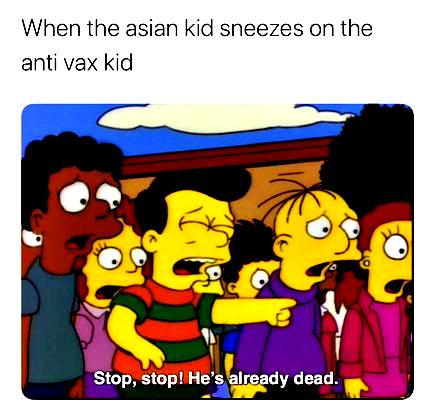 When the asian kid sneezes on the
anti vax kid
Stop, stop! He's already dead.